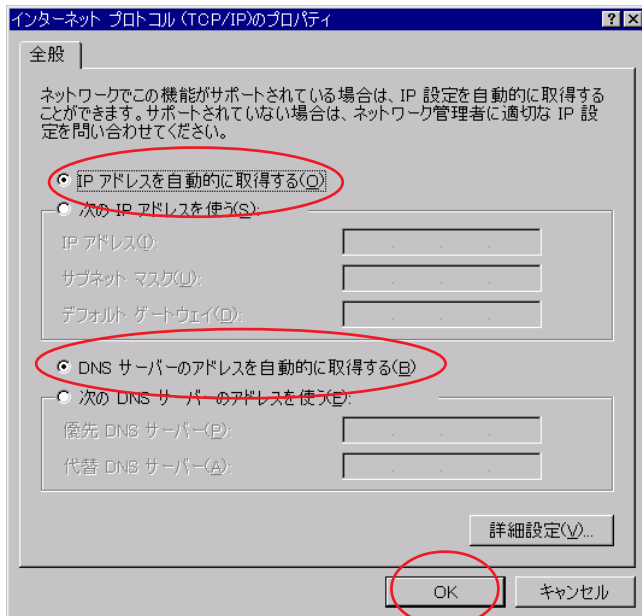 インターネット プロトコル (TCP/IP)のプロパティ
全般
ネットワークでこの機能がサポートされている場合は、IP 設定を自動的に取得する
ことができます。サポートされていない場合は、ネットワーク管理者に適切な IP 設
定を問い合わせてください。
IP アドレスを自動的に取得する(O)
次の IP アドレスを使う(S):
IP アドレス(I):
サブネット マスク(U):
デフォルト ゲートウェイ(D):
DNS サーバーのアドレスを自動的に取得する(B)
次の DNS サーバーのアドレスを使う(E):
優先 DNS サーバー(P):
代替 DNS サーバー(A):
詳細設定(V)...
OK キャンセル